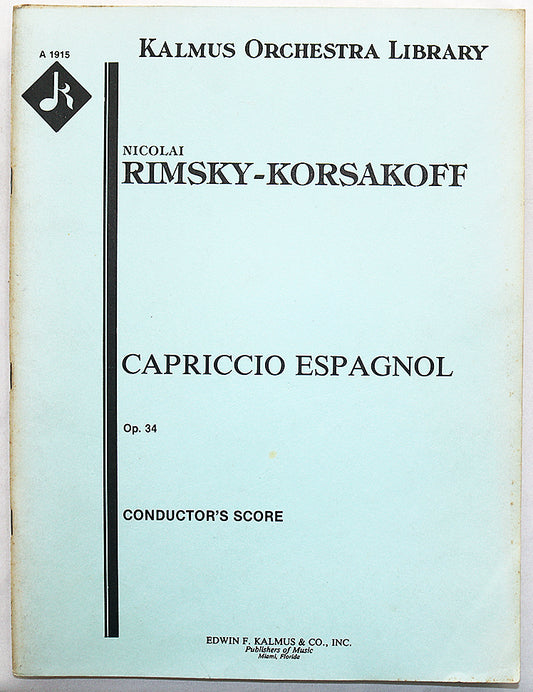 KALMUS ORCHESTRA LIBRARY
A 1915
NICOLAI
RIMSKY-KORSAKOFF
CAPRICCIO ESPAGNOL
Op. 34
CONDUCTOR'S SCORE
EDWIN F. KALMUS & CO., INC.
Publishers of Music
Miami, Florida